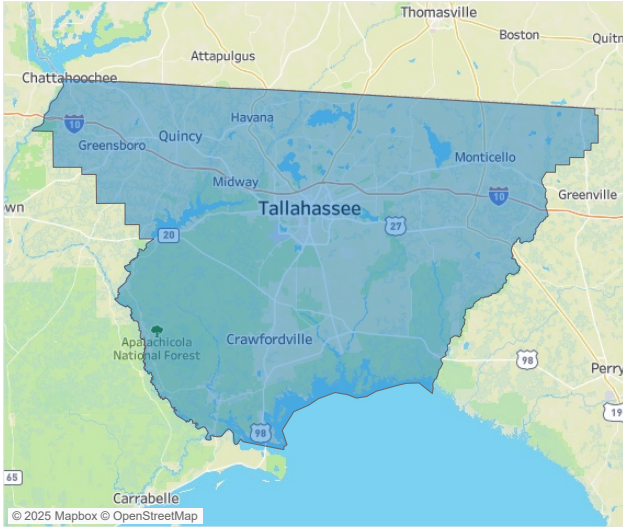 Thomasville
Boston
Quitn
Attapulgus
Chattahoochee
Havana
10
Quincy
Greensboro
Monticello
Midway
10
Greenville
own
Tallahassee
27
20
Apalachicola
National Forest
Crawfordville
98
Perry
19
98
65
Carrabelle
© 2025 Mapbox © OpenStreetMap